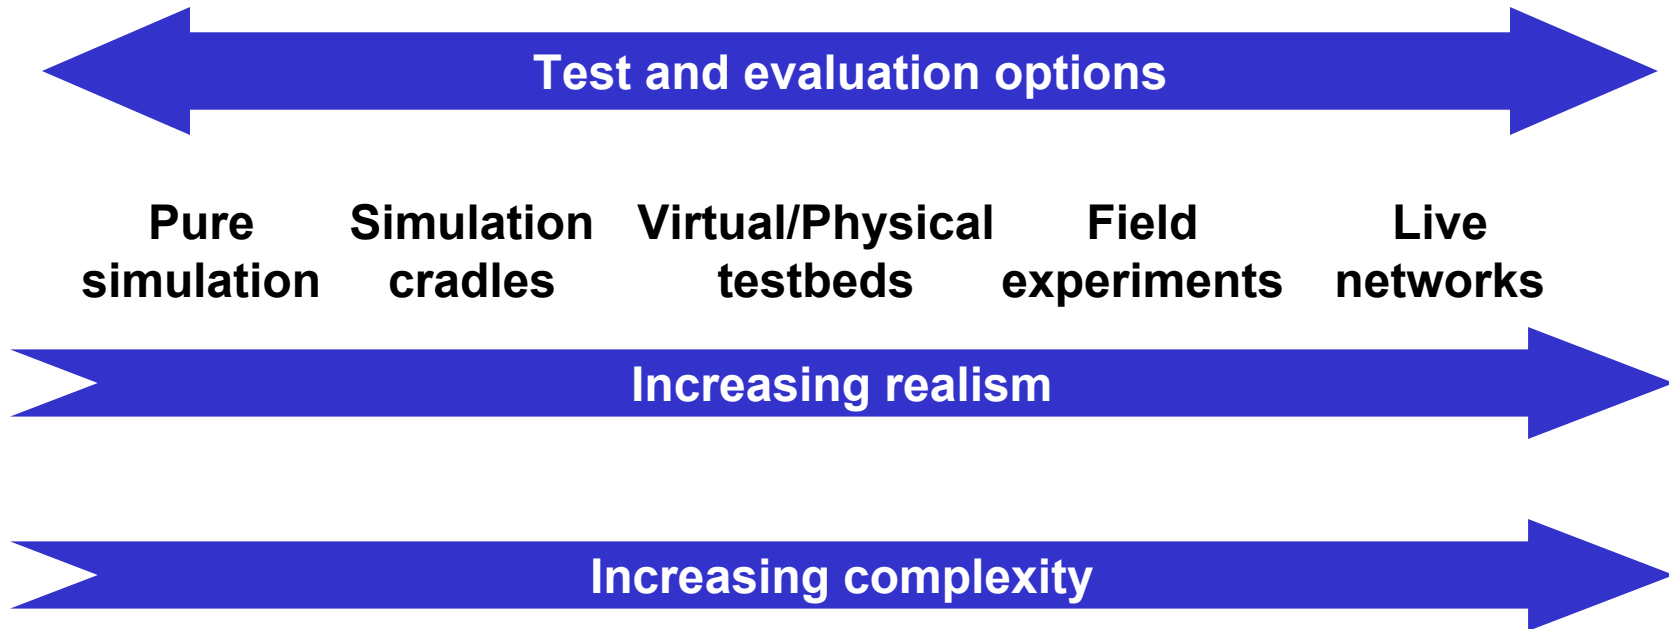 Test and evaluation options
Pure simulation
Simulation cradles
Virtual/Physical testbeds
Field experiments
Live networks
Increasing realism
Increasing complexity